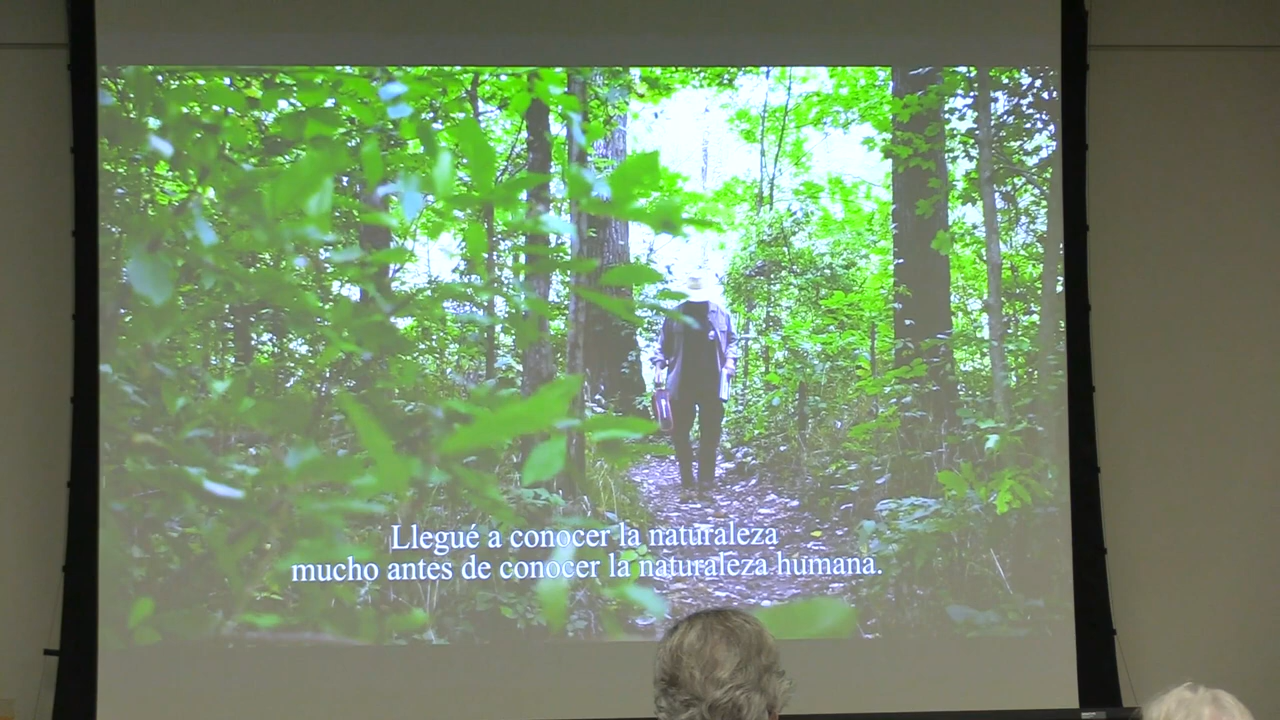 Llegué a conocer la naturaleza
mucho antes de conocer la naturaleza humana.